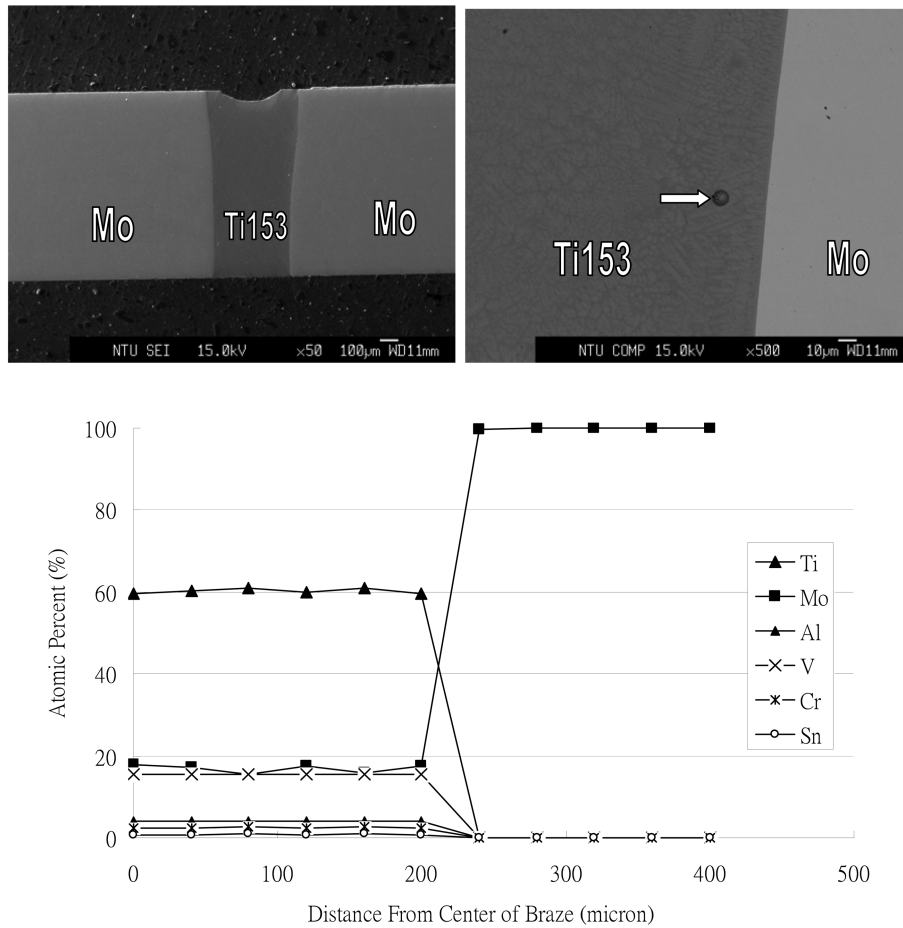 Mo
Ti153
Mo
NTU SEI 15.0kV ×50 100μm WD11mm
Ti153
Mo
NTU COMP 15.0kV ×500 10μm WD11mm
100
80
60
40
20
0
Atomic Percent (%)
0 100 200 300 400 500
Distance From Center of Braze (micron)
Ti
Mo
Al
V
Cr
Sn